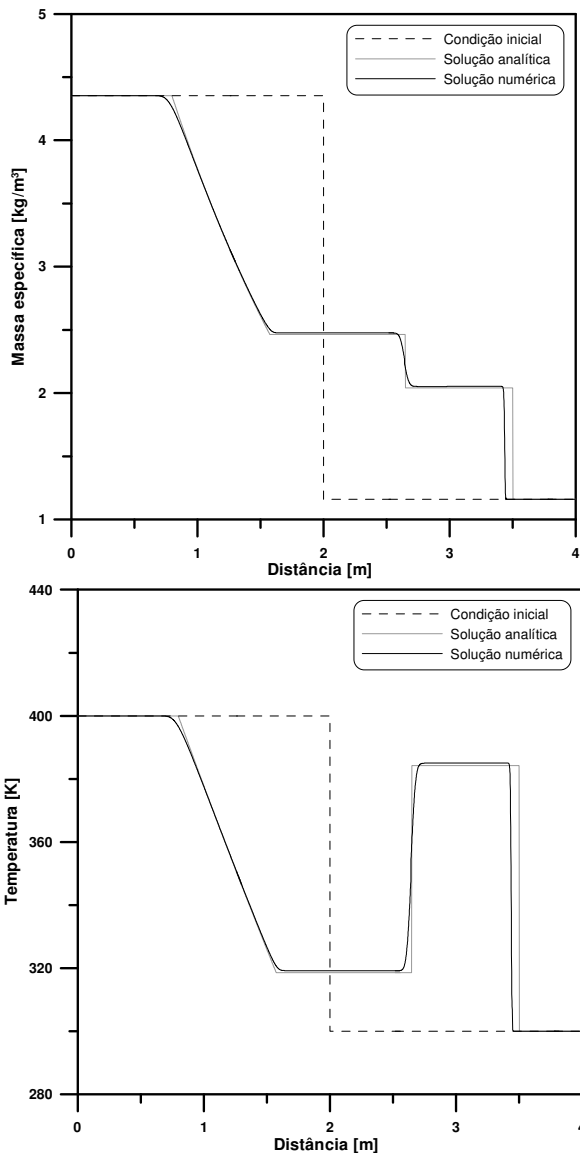 5
4
3
2
1
Massa específica [kg/m³]
Condição inicial
Solução analítica
Solução numérica
0
1
2
3
4
Distância [m]
440
400
360
320
280
Temperatura [K]
Condição inicial
Solução analítica
Solução numérica
0
1
2
3
4
Distância [m]